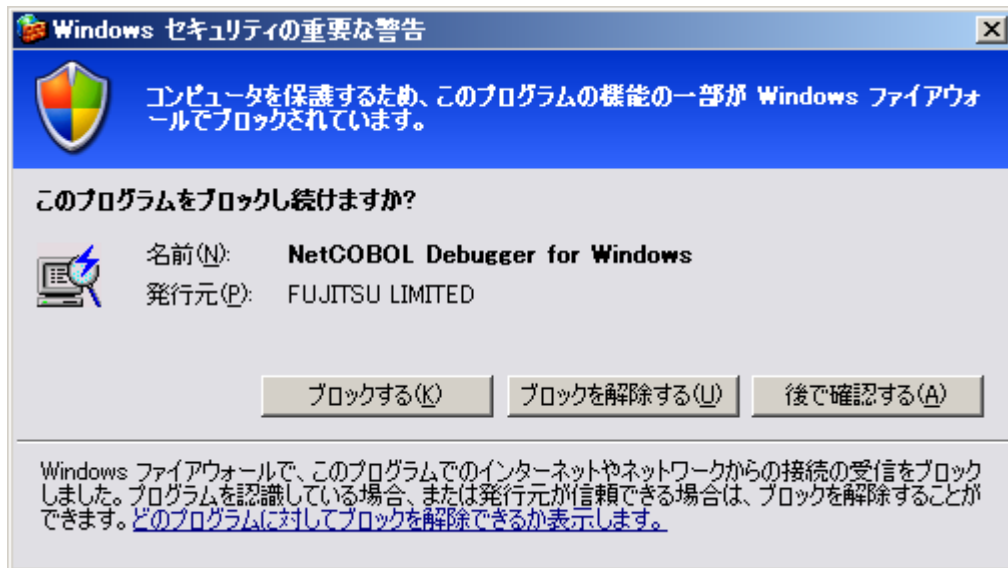 Windows セキュリティの重要な警告
コンピュータを保護するため、このプログラムの機能の一部が Windows ファイアウォ
ールでブロックされています。
このプログラムをブロックし続けますか?
名前(N): NetCOBOL Debugger for Windows
発行元(P): FUJITSU LIMITED
ブロックする(K) ブロックを解除する(U) 後で確認する(A)
Windows ファイアウォールで、このプログラムでのインターネットやネットワークからの接続の受信をブロック
しました。プログラムを認識している場合、または発行元が信頼できる場合は、ブロックを解除することが
できます。どのプログラムに対してブロックを解除できるか表示します。